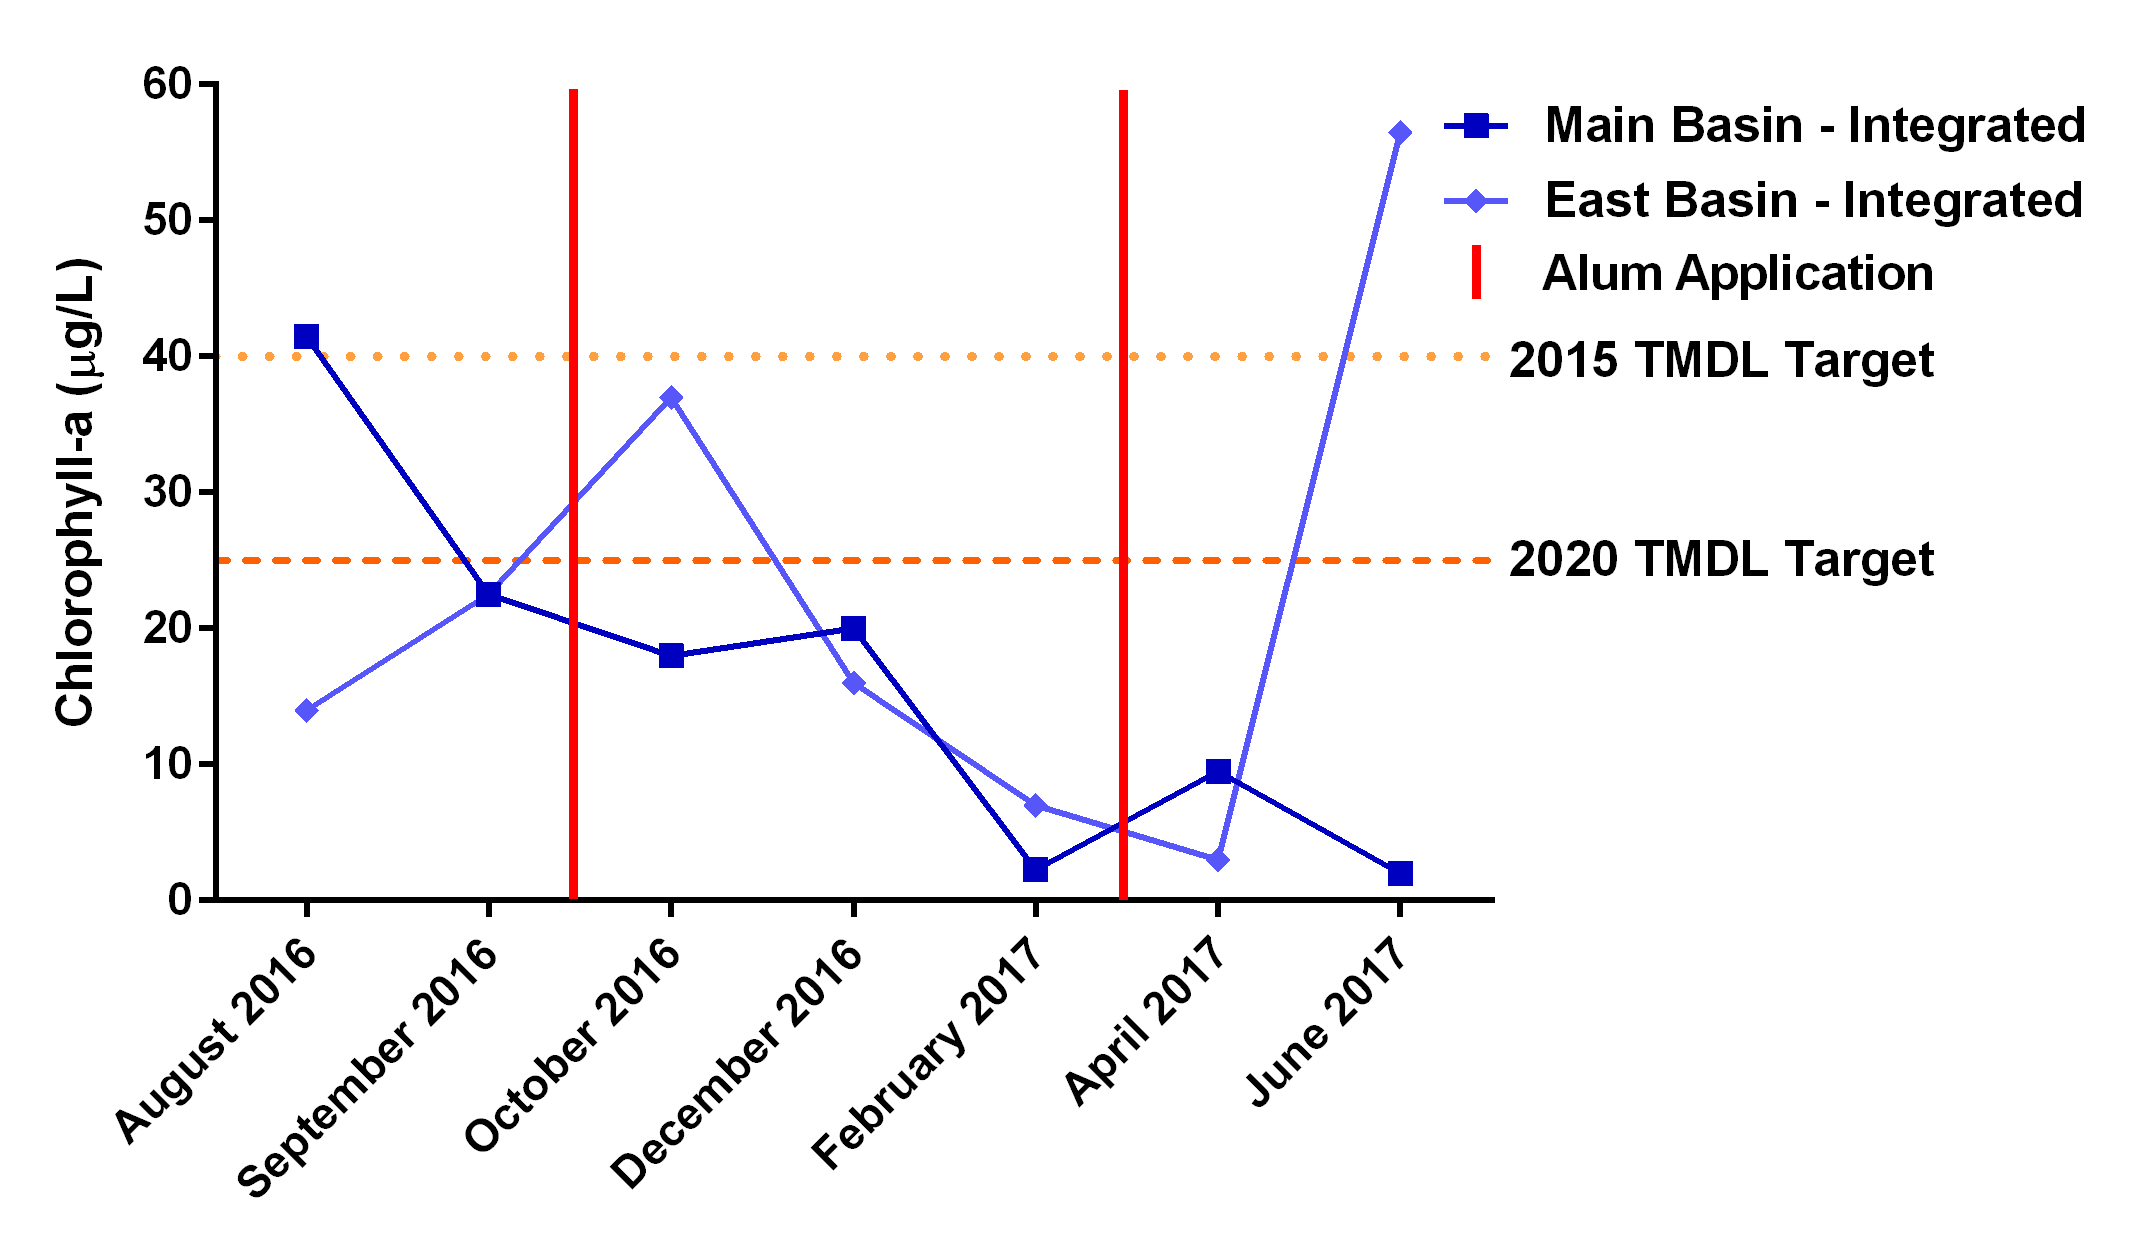 60
50
40
30
20
10
0
Chlorophyll-a (µg/L)
August 2016
September 2016
October 2016
December 2016
February 2017
April 2017
June 2017
Main Basin - Integrated
East Basin - Integrated
Alum Application
2015 TMDL Target
2020 TMDL Target